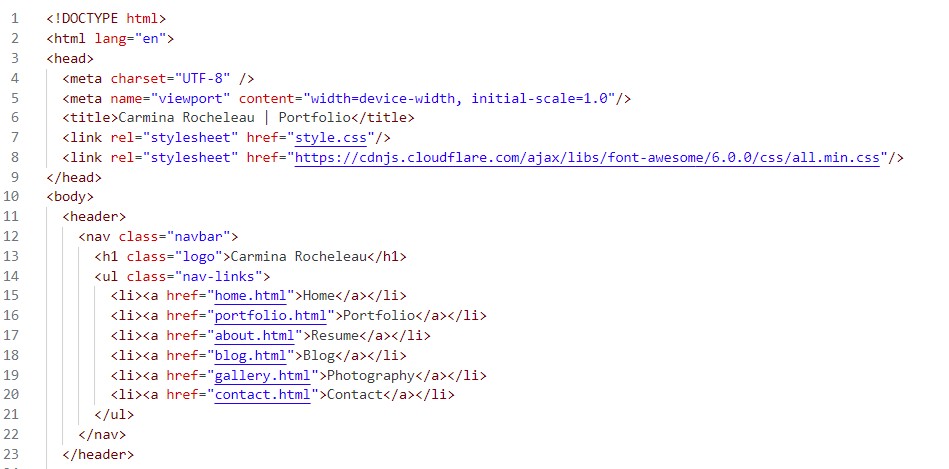 1 <!DOCTYPE html>
2 <html lang="en">
3 <head>
4   <meta charset="UTF-8" />
5   <meta name="viewport" content="width=device-width, initial-scale=1.0"/>
6   <title>Carmina Rocheleau | Portfolio</title>
7   <link rel="stylesheet" href="style.css"/>
8   <link rel="stylesheet" href="https://cdnjs.cloudflare.com/ajax/libs/font-awesome/6.0.0/css/all.min.css"/>
9 </head>
10 <body>
11   <header>
12     <nav class="navbar">
13       <h1 class="logo">Carmina Rocheleau</h1>
14       <ul class="nav-links">
15         <li><a href="home.html">Home</a></li>
16         <li><a href="portfolio.html">Portfolio</a></li>
17         <li><a href="about.html">Resume</a></li>
18         <li><a href="blog.html">Blog</a></li>
19         <li><a href="gallery.html">Photography</a></li>
20         <li><a href="contact.html">Contact</a></li>
21       </ul>
22     </nav>
23   </header>